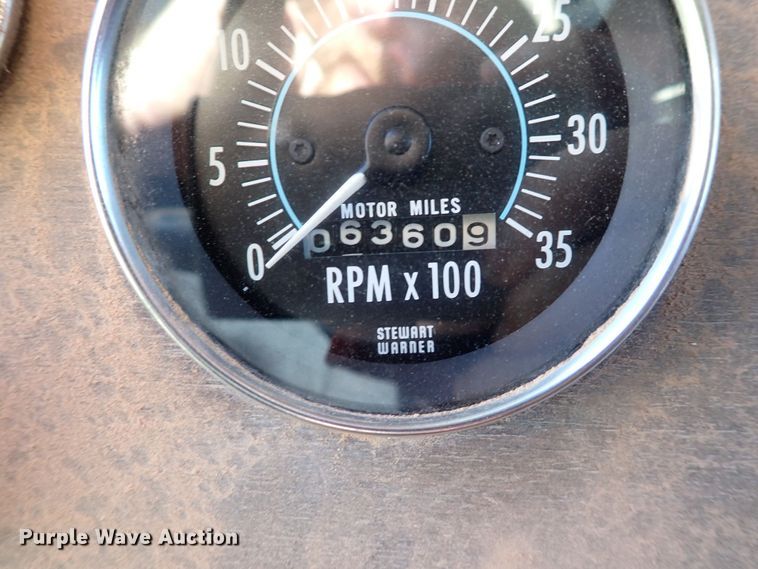 25
10
30
5
MOTOR MILES
063609
0
35
RPM x 100
STEWART
WARNER
Purple Wave Auction